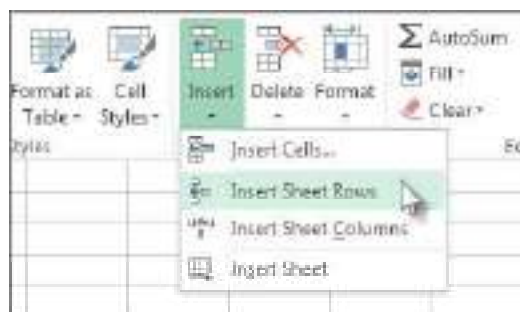 Format as Table
Cell Styles
Insert
Delete
Format
AutoSum
Fill
Clear
Styles
Insert Cells...
Insert Sheet Rows
Insert Sheet Columns
Insert Sheet